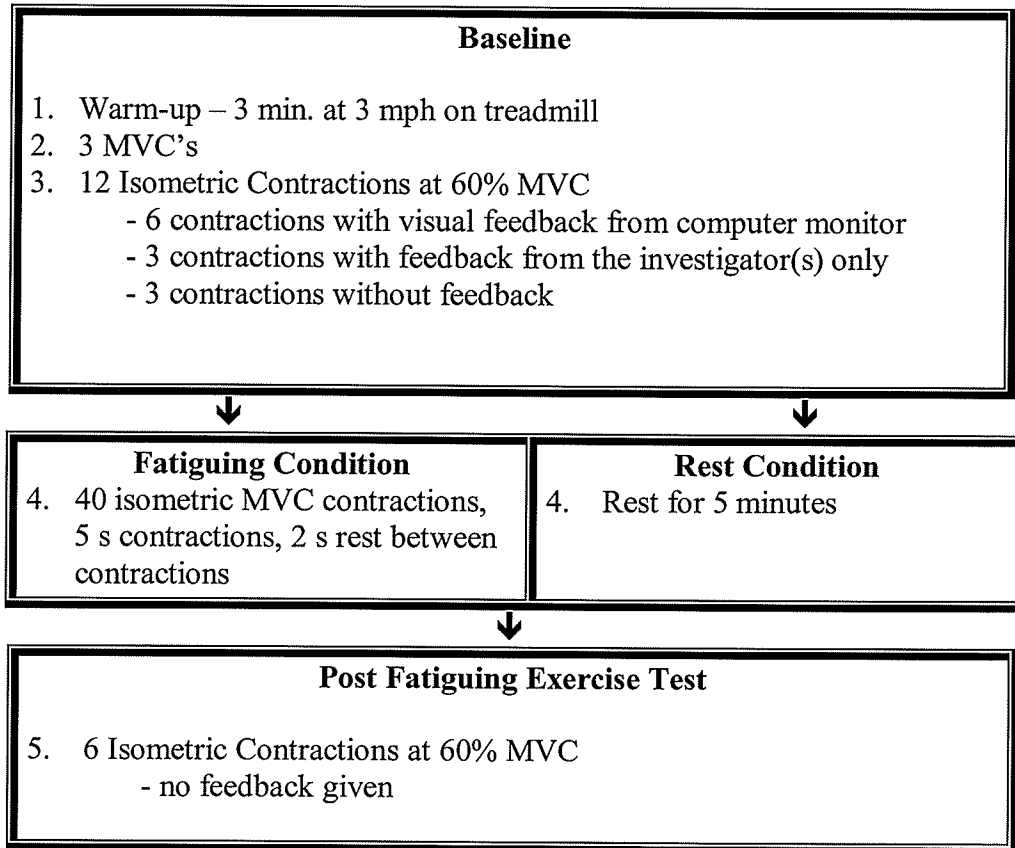 Baseline
1. Warm-up – 3 min. at 3 mph on treadmill
2. 3 MVC's
3. 12 Isometric Contractions at 60% MVC
- 6 contractions with visual feedback from computer monitor
- 3 contractions with feedback from the investigator(s) only
- 3 contractions without feedback
Fatiguing Condition
4. 40 isometric MVC contractions,
5 s contractions, 2 s rest between
contractions
Rest Condition
4. Rest for 5 minutes
Post Fatiguing Exercise Test
5. 6 Isometric Contractions at 60% MVC
- no feedback given